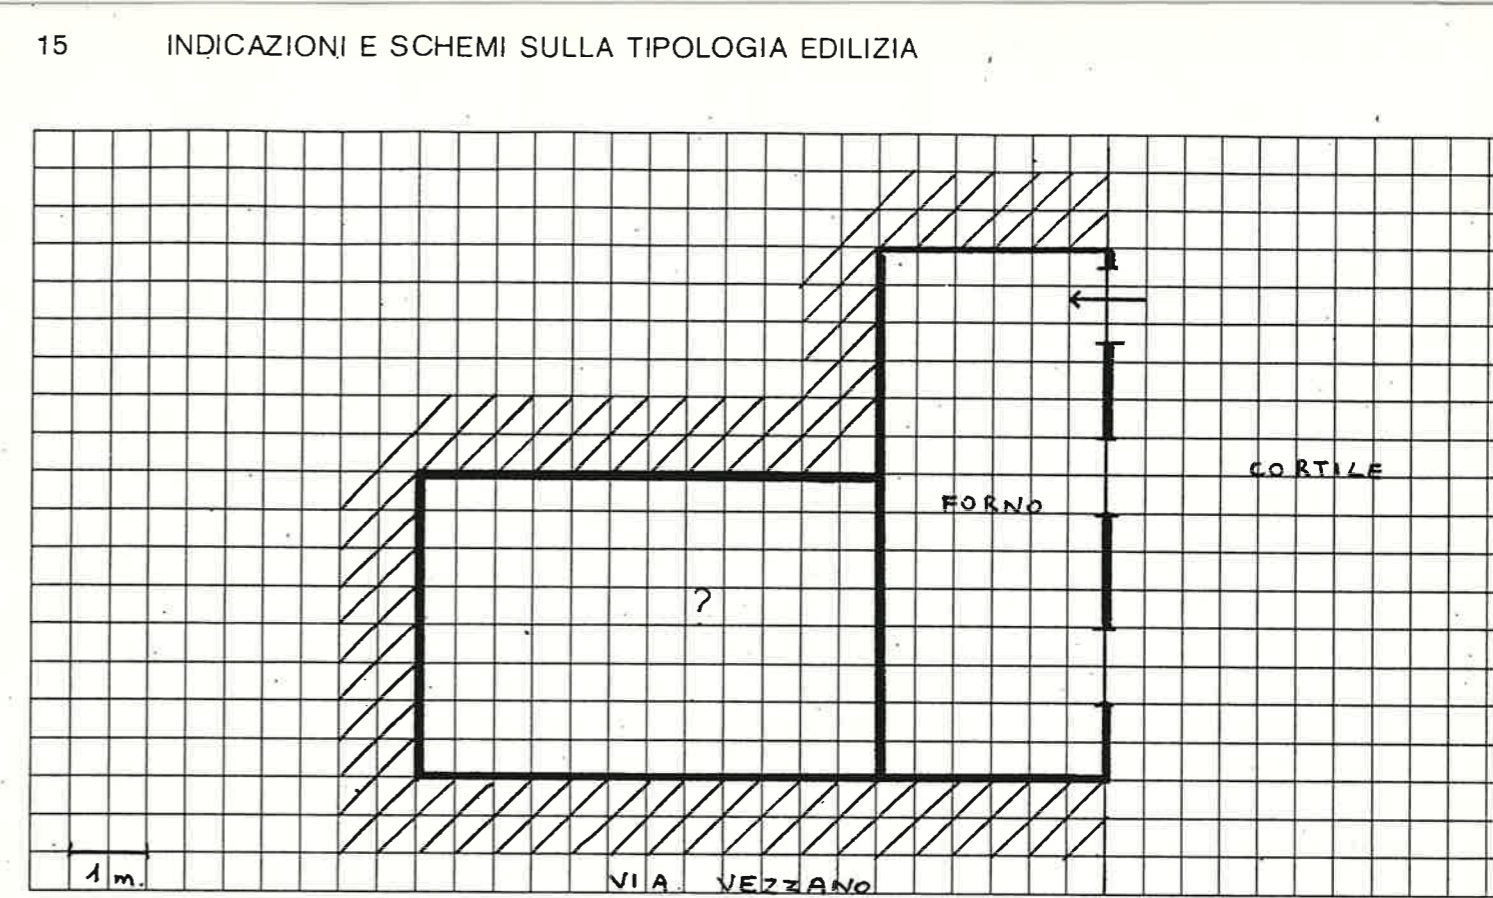 15 INDICAZIONI E SCHEMI SULLA TIPOLOGIA EDILIZIA
CORTILE
FORNO
?
1 m.
VIA VEZZANO